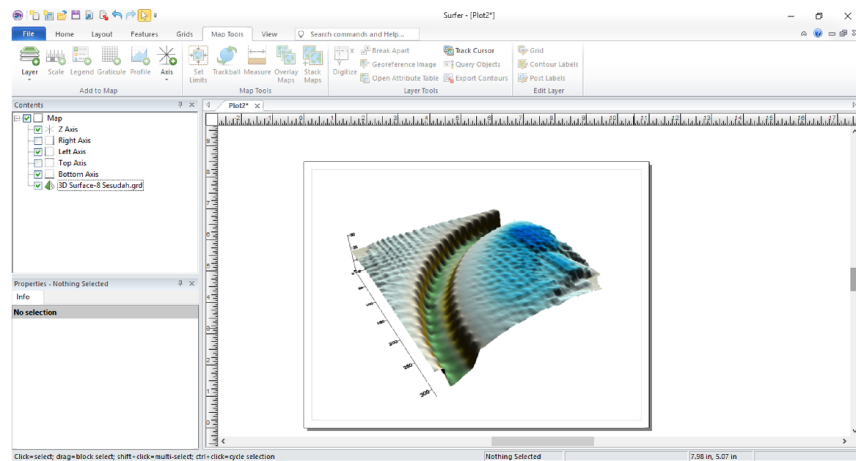 Surfer - [Plot2*]
File Home Layout Features Grids Map Tools View Search commands and Help...
Layer Scale Legend Graticule Profile Axis
Add to Map
Set Limits Trackball Measure Overlay Maps Stack Maps
Map Tools
Digitize
Break Apart Track Cursor
Georeference Image Query Objects
Open Attribute Table Export Contours
Layer Tools
Grid
Contour Labels
Post Labels
Edit Layer
Contents
Plot2*
Map
Z Axis
Right Axis
Left Axis
Top Axis
Bottom Axis
3D Surface-8 Sesudah.grd
Properties - Nothing Selected
Info
No selection
Click=select; drag=block select; shift+click=multi-select; ctrl+click=cycle selection Nothing Selected 7.98 in, 5.07 in